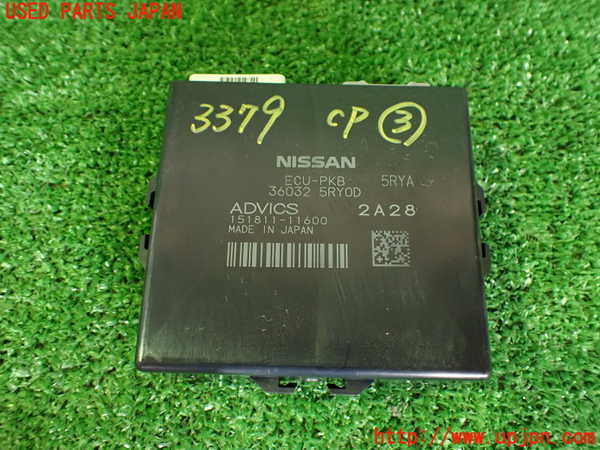 USED PARTS JAPAN
3379 CP ③
NISSAN
ECU-PKB 5RYA
36032 5RY0D
ADVICS 2A28
151811-11600
MADE IN JAPAN
http://www.upjpn.com